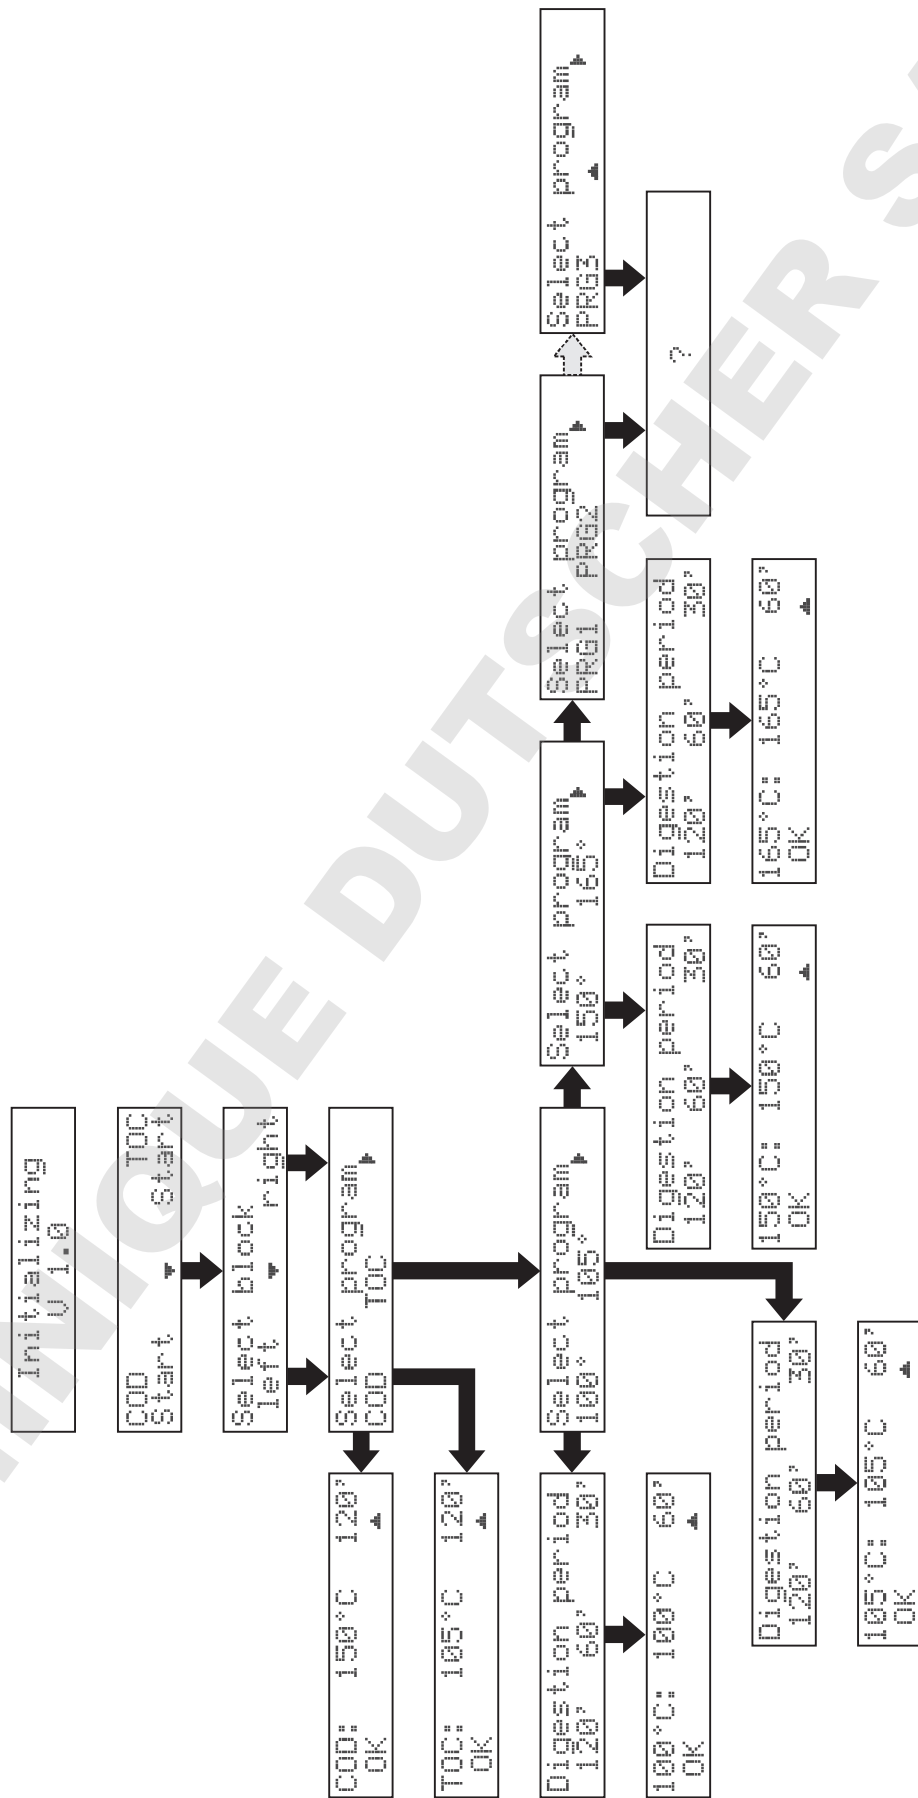 Initializing
V 1.0
COD TOC
Start ▼ Start
Select block
left ▼ right
Select program ▲
COD TOC
COD: 150°C 120'
OK ▲
TOC: 105°C 120'
OK ▲
Select program ▲
100° 105°
Digestion period
120' 60' 30'
100°C: 100°C 60'
OK ▲
Digestion period
120' 60' 30'
105°C: 105°C 60'
OK ▲
Select program ▲
150° 165°
Digestion period
120' 60' 30'
150°C: 150°C 60'
OK ▲
Digestion period
120' 60' 30'
165°C: 165°C 60'
OK ▲
Select program ▲
PRG1 PRG2
Select program ▲
PRG3 ▲
?
NIQUE DUTSCHER S